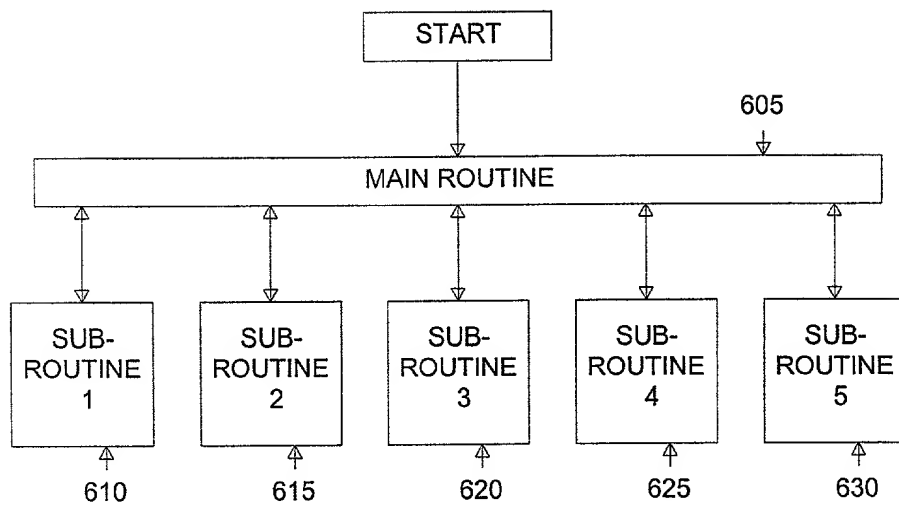 START
605
MAIN ROUTINE
SUB-
ROUTINE
1
SUB-
ROUTINE
2
SUB-
ROUTINE
3
SUB-
ROUTINE
4
SUB-
ROUTINE
5
610
615
620
625
630